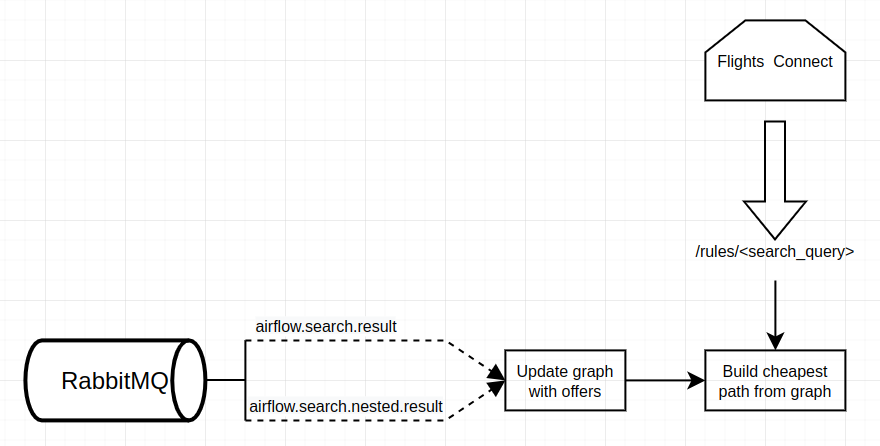 Flights Connect
/rules/<search_query>
airflow.search.result
RabbitMQ
airflow.search.nested.result
Update graph
with offers
Build cheapest
path from graph